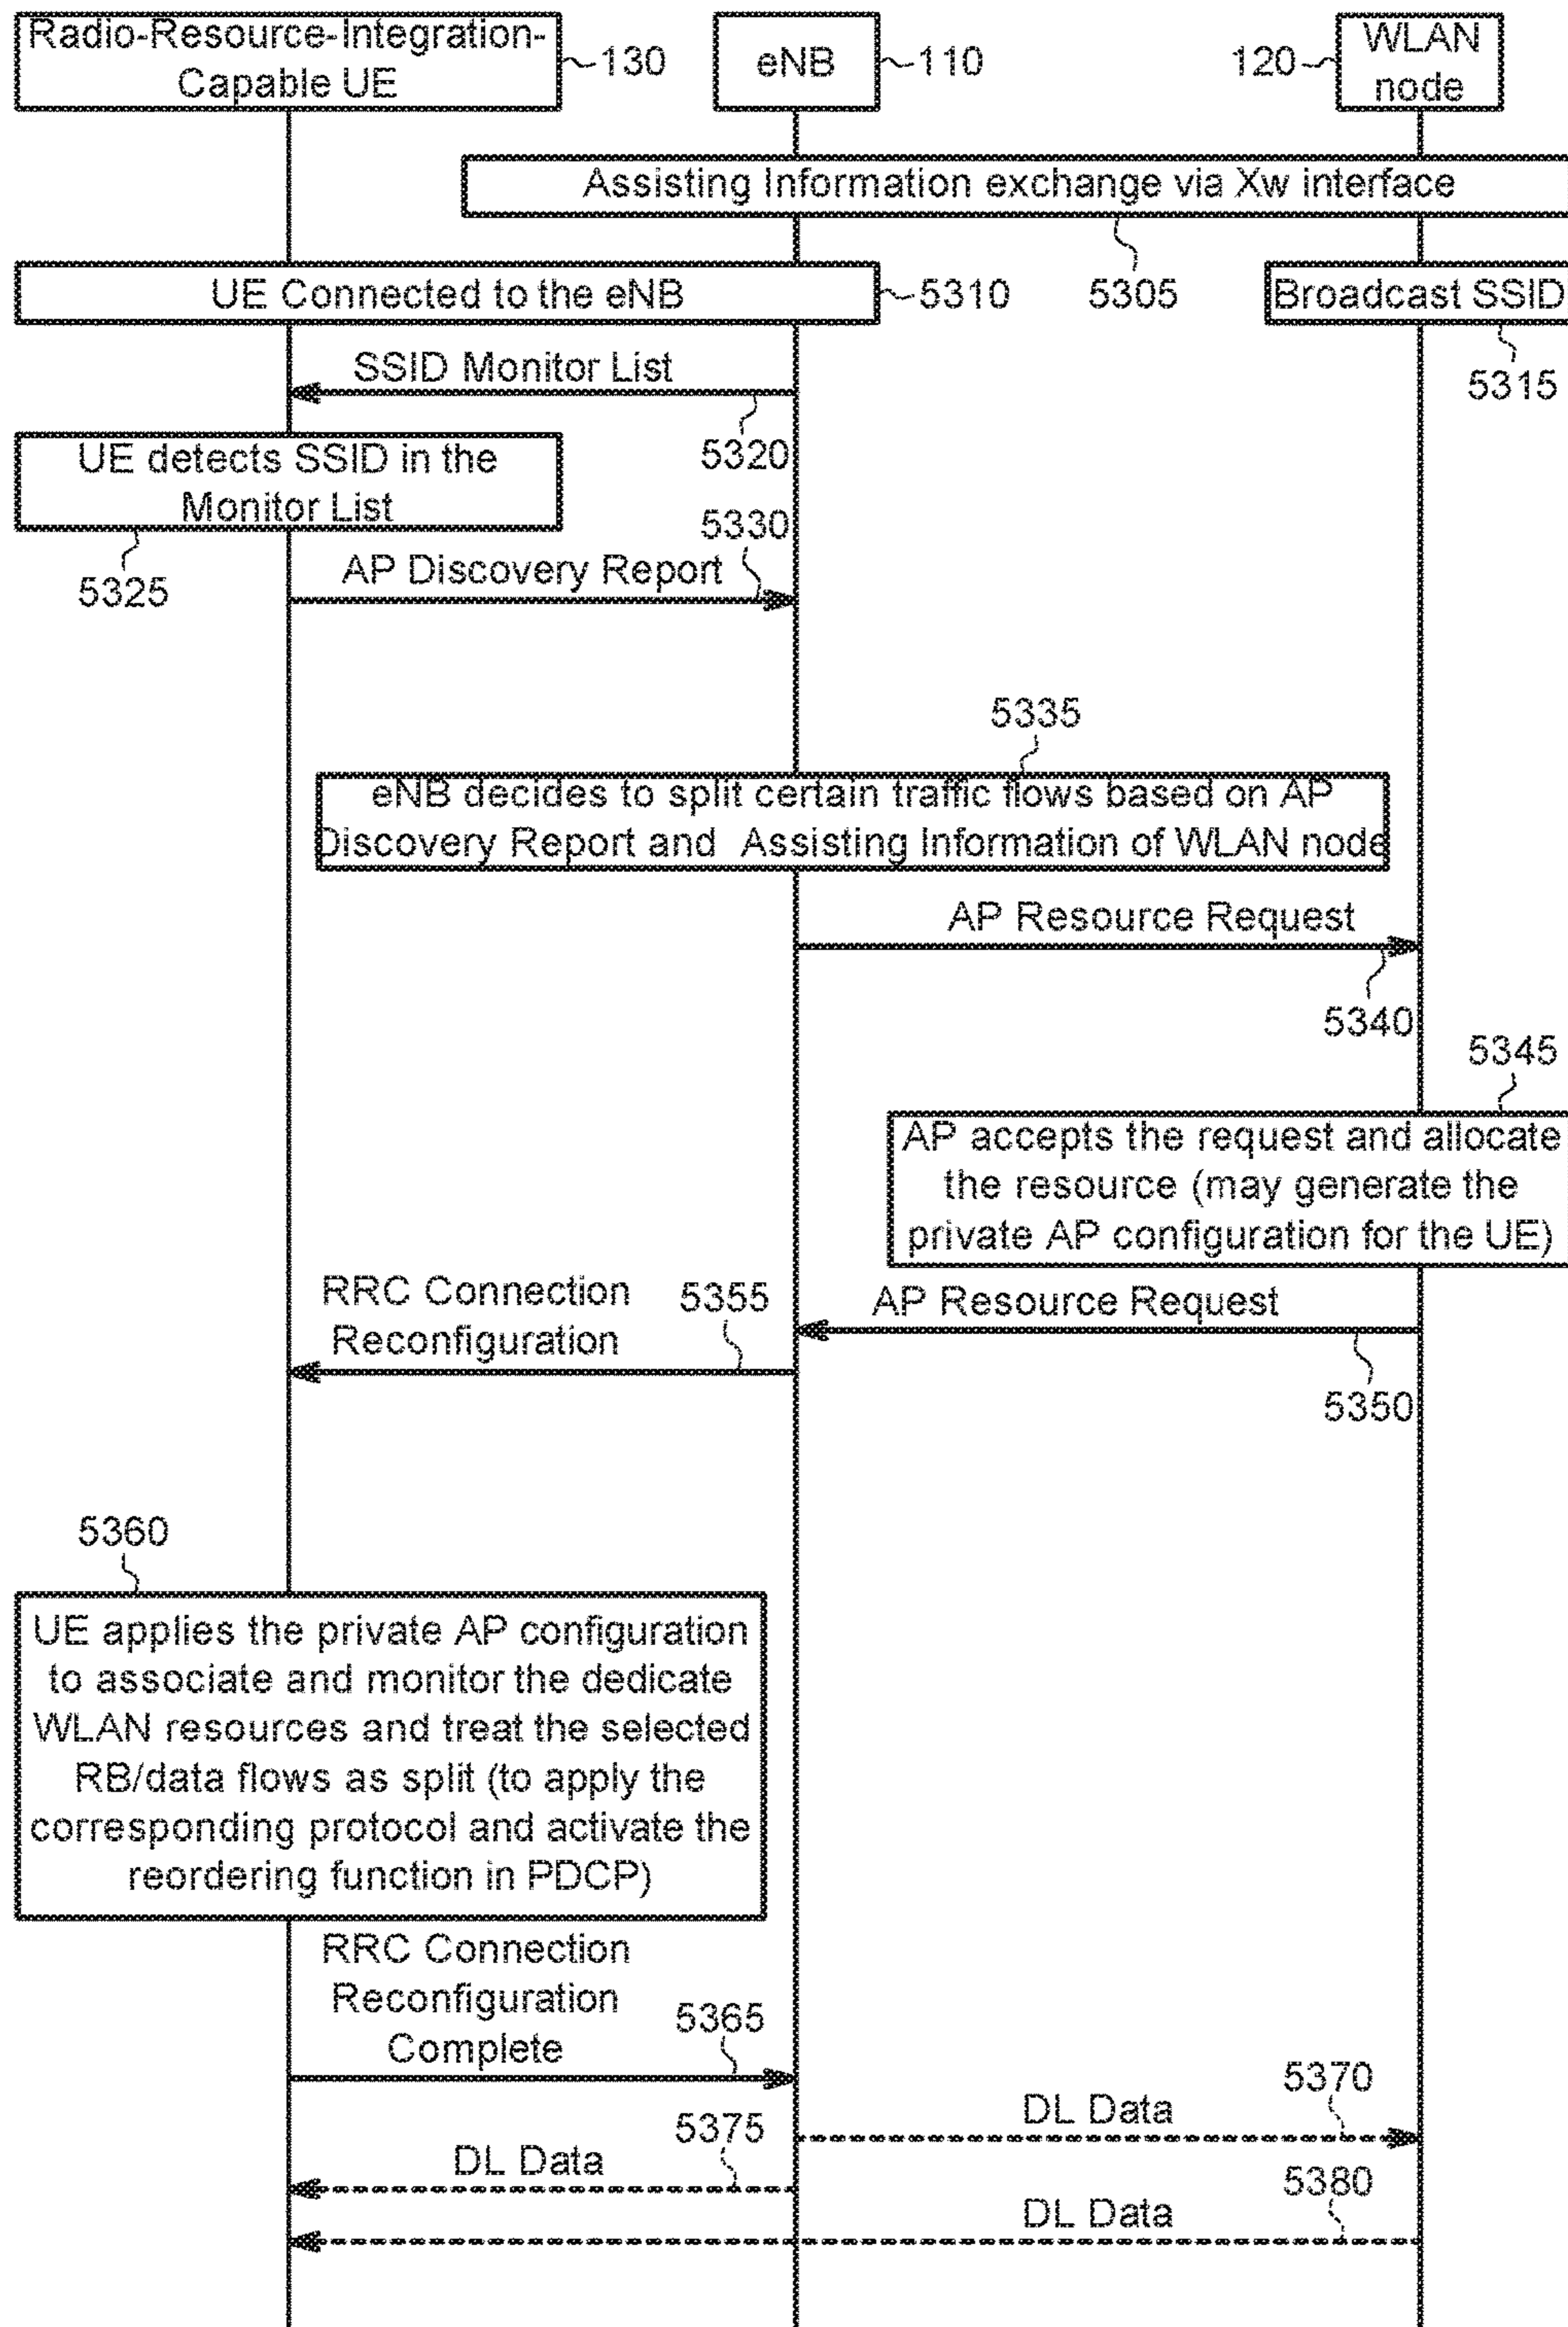 Radio-Resource-Integration-
Capable UE
130
eNB
110
120
WLAN
node
Assisting Information exchange via Xw interface
UE Connected to the eNB
5310
5305
Broadcast SSID
5315
SSID Monitor List
5320
UE detects SSID in the
Monitor List
5325
5330
AP Discovery Report
5335
eNB decides to split certain traffic flows based on AP
Discovery Report and Assisting Information of WLAN node
AP Resource Request
5340
5345
AP accepts the request and allocate
the resource (may generate the
private AP configuration for the UE)
RRC Connection
Reconfiguration
5355
AP Resource Request
5350
5360
UE applies the private AP configuration
to associate and monitor the dedicate
WLAN resources and treat the selected
RB/data flows as split (to apply the
corresponding protocol and activate the
reordering function in PDCP)
RRC Connection
Reconfiguration
Complete
5365
5370
DL Data
5375
DL Data
5380
DL Data